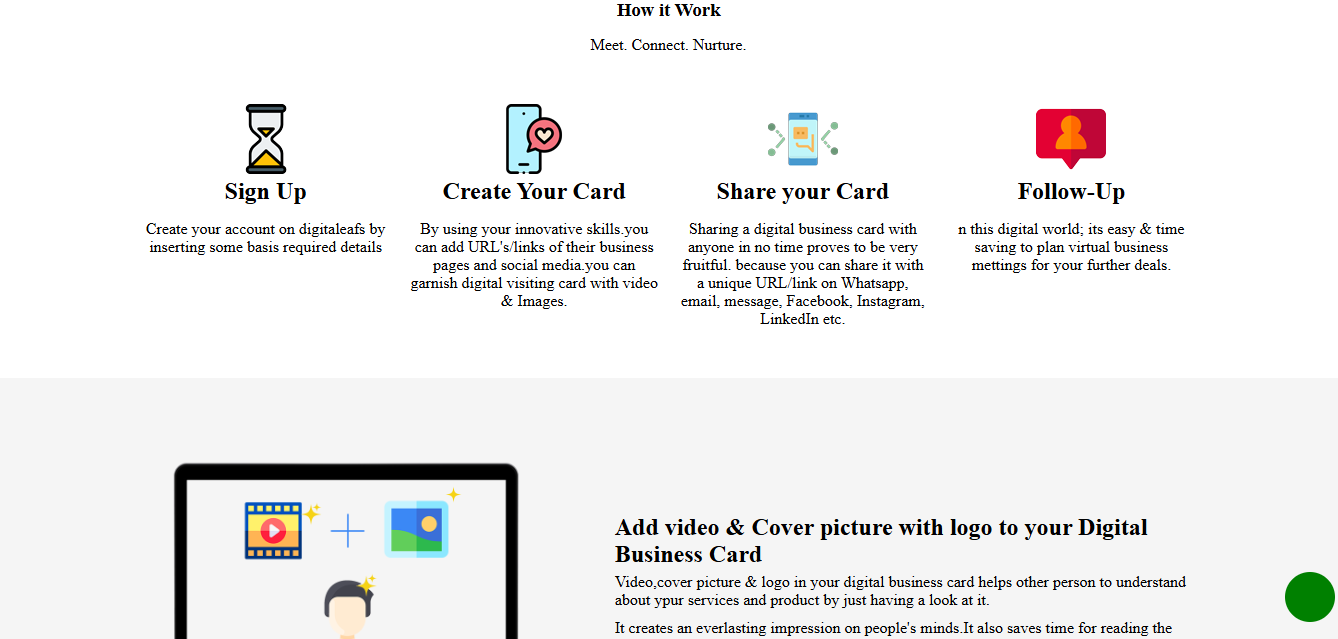 How it Work
Meet. Connect. Nurture.
Sign Up
Create your account on digitaleafs by
inserting some basis required details
Create Your Card
By using your innovative skills.you
can add URL's/links of their business
pages and social media.you can
garnish digital visiting card with video
& Images.
Share your Card
Sharing a digital business card with
anyone in no time proves to be very
fruitful. because you can share it with
a unique URL/link on Whatsapp,
email, message, Facebook, Instagram,
LinkedIn etc.
Follow-Up
n this digital world; its easy & time
saving to plan virtual business
mettings for your further deals.
Add video & Cover picture with logo to your Digital
Business Card
Video,cover picture & logo in your digital business card helps other person to understand
about ypur services and product by just having a look at it.
It creates an everlasting impression on people's minds.It also saves time for reading the